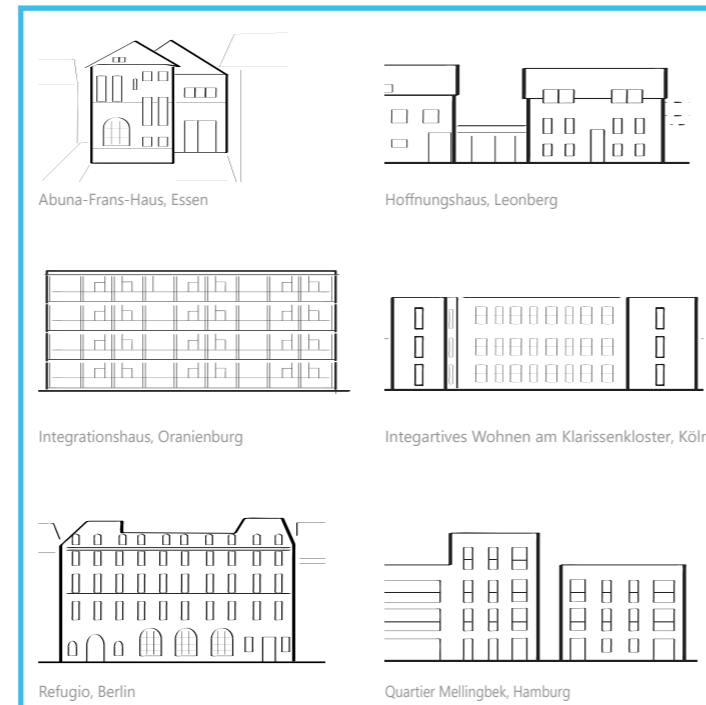 Abuna-Frans-Haus, Essen
Hoffnungshaus, Leonberg
Integrationshaus, Oranienburg
Integartives Wohnen am Klarissenkloster, Köln
Refugio, Berlin
Quartier Mellingbek, Hamburg